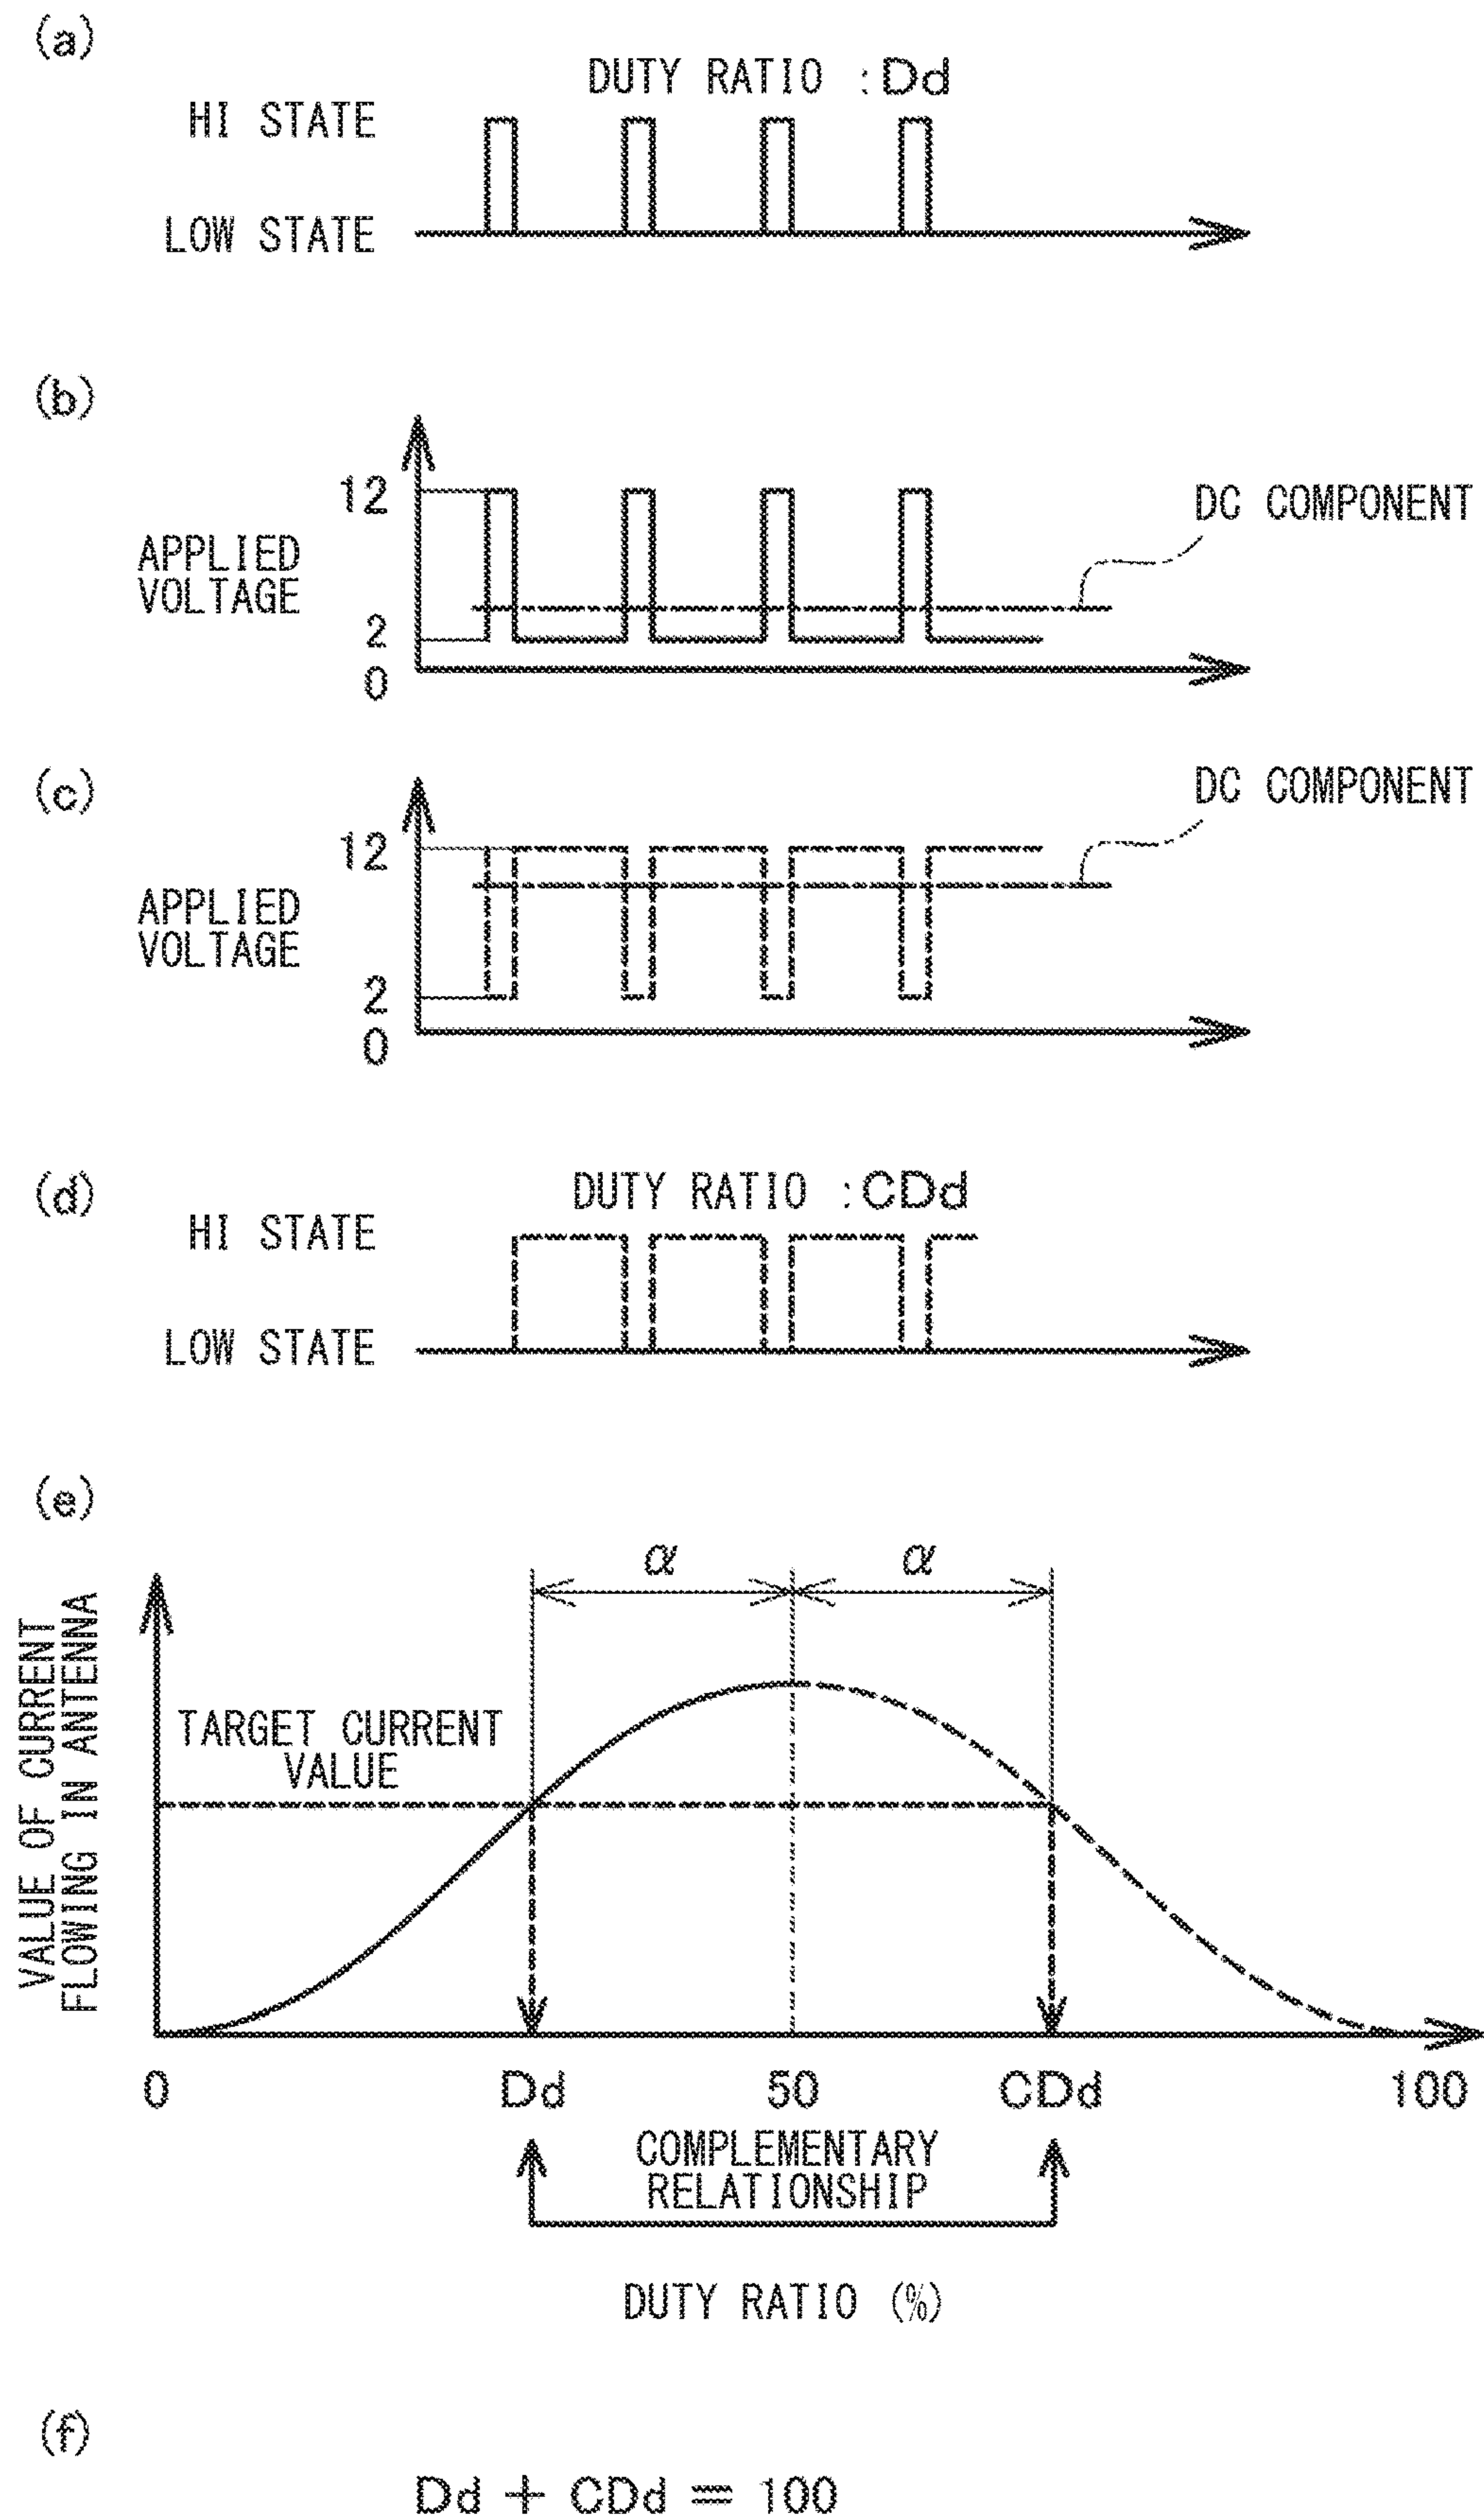 (a)
DUTY RATIO :Dd
HI STATE
LOW STATE
(b)
12
DC COMPONENT
APPLIED
VOLTAGE
2
0
(c)
DC COMPONENT
12
APPLIED
VOLTAGE
2
0
(d)
DUTY RATIO :CDd
HI STATE
LOW STATE
(e)
α
α
VALUE OF CURRENT
FLOWING IN ANTENNA
TARGET CURRENT
VALUE
0
Dd
50
CDd
100
COMPLEMENTARY
RELATIONSHIP
DUTY RATIO (%)
(f)
Dd + CDd = 100